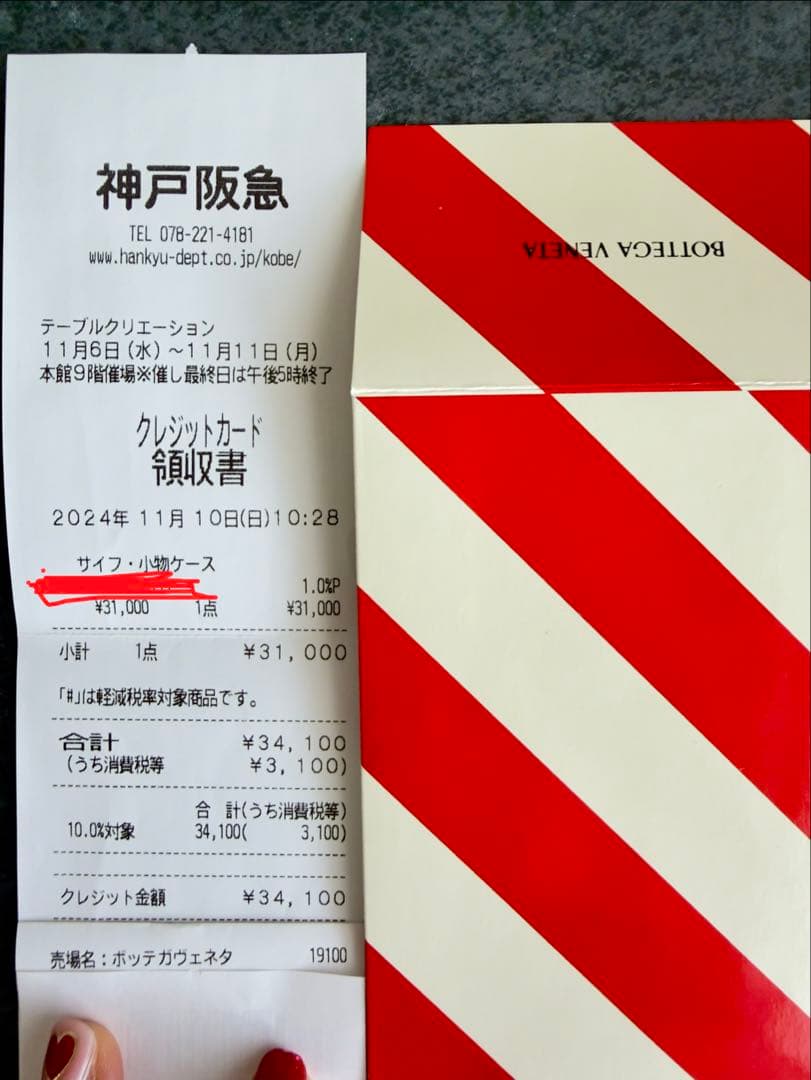 神戸阪急
TEL 078-221-4181
www.hankyu-dept.co.jp/kobe/
テーブルクリエーション
11月6日(水)~11月11日(月)
本館9階催場※催し最終日は午後5時終了
クレジットカード
領収書
2024年 11月 10日(日)10:28
サイフ・小物ケース
1.0%P
¥31,000 1点 ¥31,000
小計 1点 ¥31,000
「#」は軽減税率対象商品です。
合計 ¥34,100
(うち消費税等 ¥3,100)
合 計(うち消費税等)
10.0%対象 34,100( 3,100)
クレジット金額 ¥34,100
売場名:ボッテガヴェネタ 19100
BOTTEGA VENETA